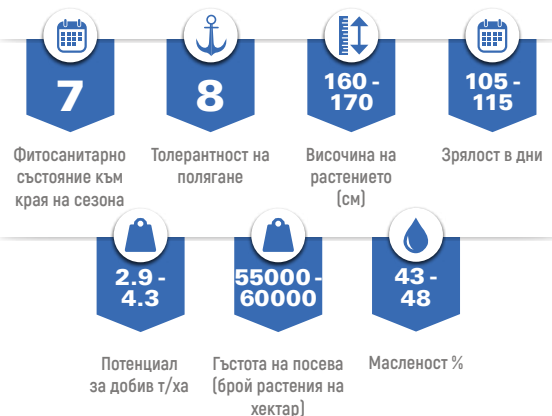 7
8
160 -
170
105 -
115
Фитосанитарно
състояние към
края на сезона
Толерантност на
полягане
Височина на
растението
(см)
Зрялост в дни
2.9 -
4.3
55000 -
60000
43 -
48
Потенциал
за добив т/ха
Гъстота на посева
(брой растения на
хектар)
Масленост %